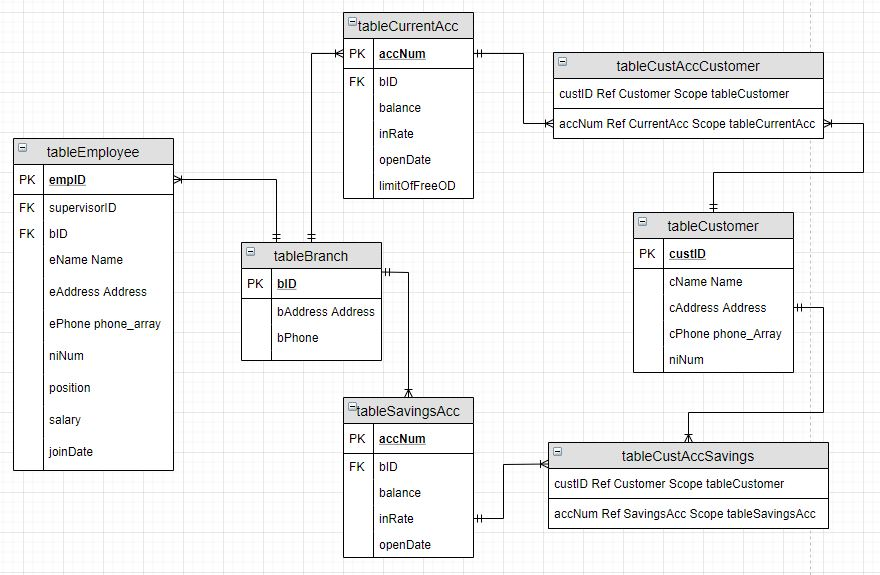 tableCurrentAcc
PK accNum
FK bID
balance
inRate
openDate
limitOfFreeOD
tableCustAccCustomer
custID Ref Customer Scope tableCustomer
accNum Ref CurrentAcc Scope tableCurrentAcc
tableEmployee
PK empID
FK supervisorID
FK bID
eName Name
eAddress Address
ePhone phone_array
niNum
position
salary
joinDate
tableBranch
PK bID
bAddress Address
bPhone
tableCustomer
PK custID
cName Name
cAddress Address
cPhone phone_Array
niNum
tableSavingsAcc
PK accNum
FK bID
balance
inRate
openDate
tableCustAccSavings
custID Ref Customer Scope tableCustomer
accNum Ref SavingsAcc Scope tableSavingsAcc